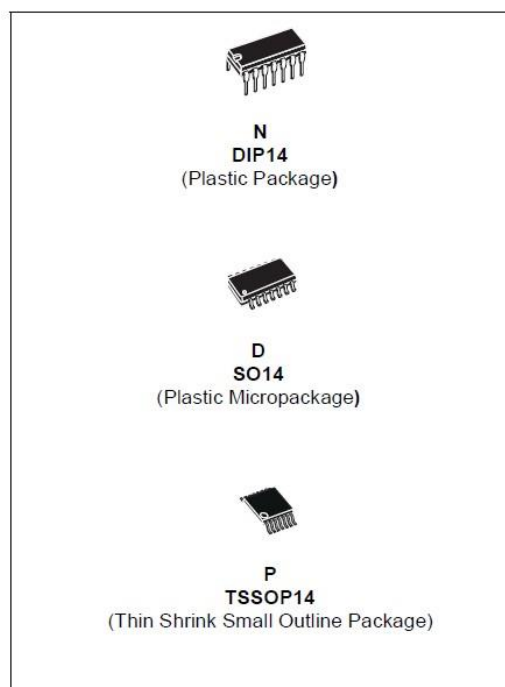 N
DIP14
(Plastic Package)
D
SO14
(Plastic Micropackage)
P
TSSOP14
(Thin Shrink Small Outline Package)